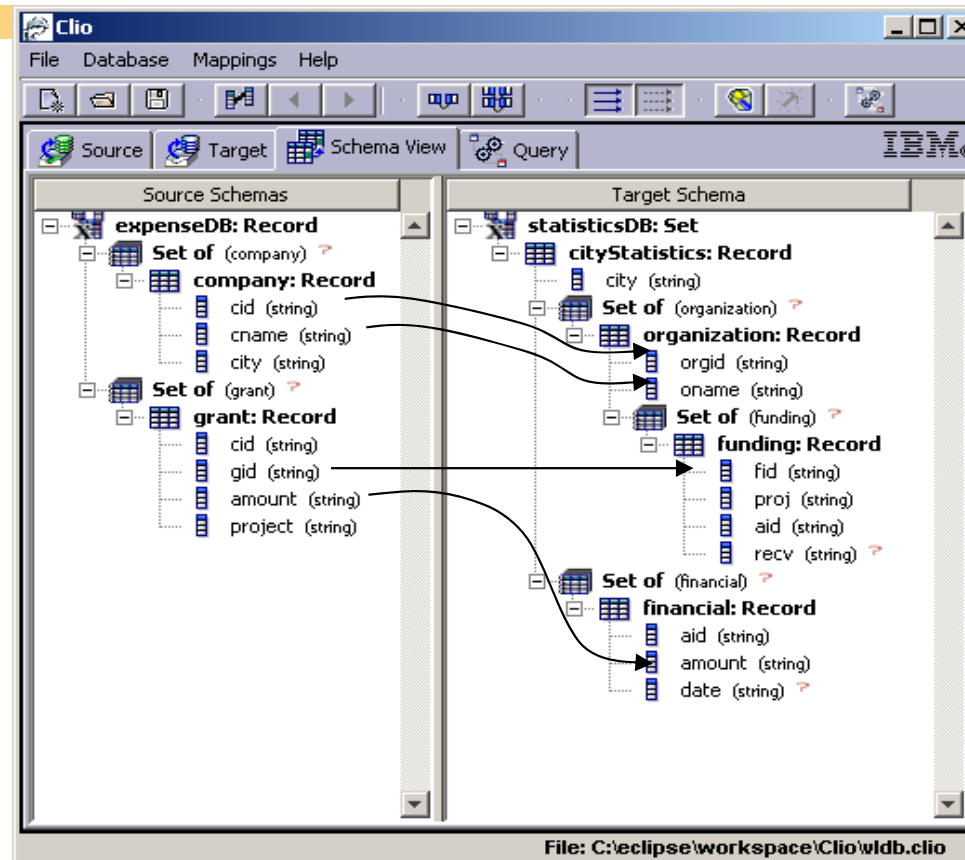 Clio
File Database Mappings Help
Source Target Schema View Query IBM
Source Schemas
expenseDB: Record
Set of (company) ?
company: Record
cid (string)
cname (string)
city (string)
Set of (grant) ?
grant: Record
cid (string)
gid (string)
amount (string)
project (string)
Target Schema
statisticsDB: Set
cityStatistics: Record
city (string)
Set of (organization) ?
organization: Record
orgid (string)
oname (string)
Set of (funding) ?
funding: Record
fid (string)
proj (string)
aid (string)
recv (string) ?
Set of (financial) ?
financial: Record
aid (string)
amount (string)
date (string) ?
File: C:\eclipse\workspace\Clio\vldb.clio